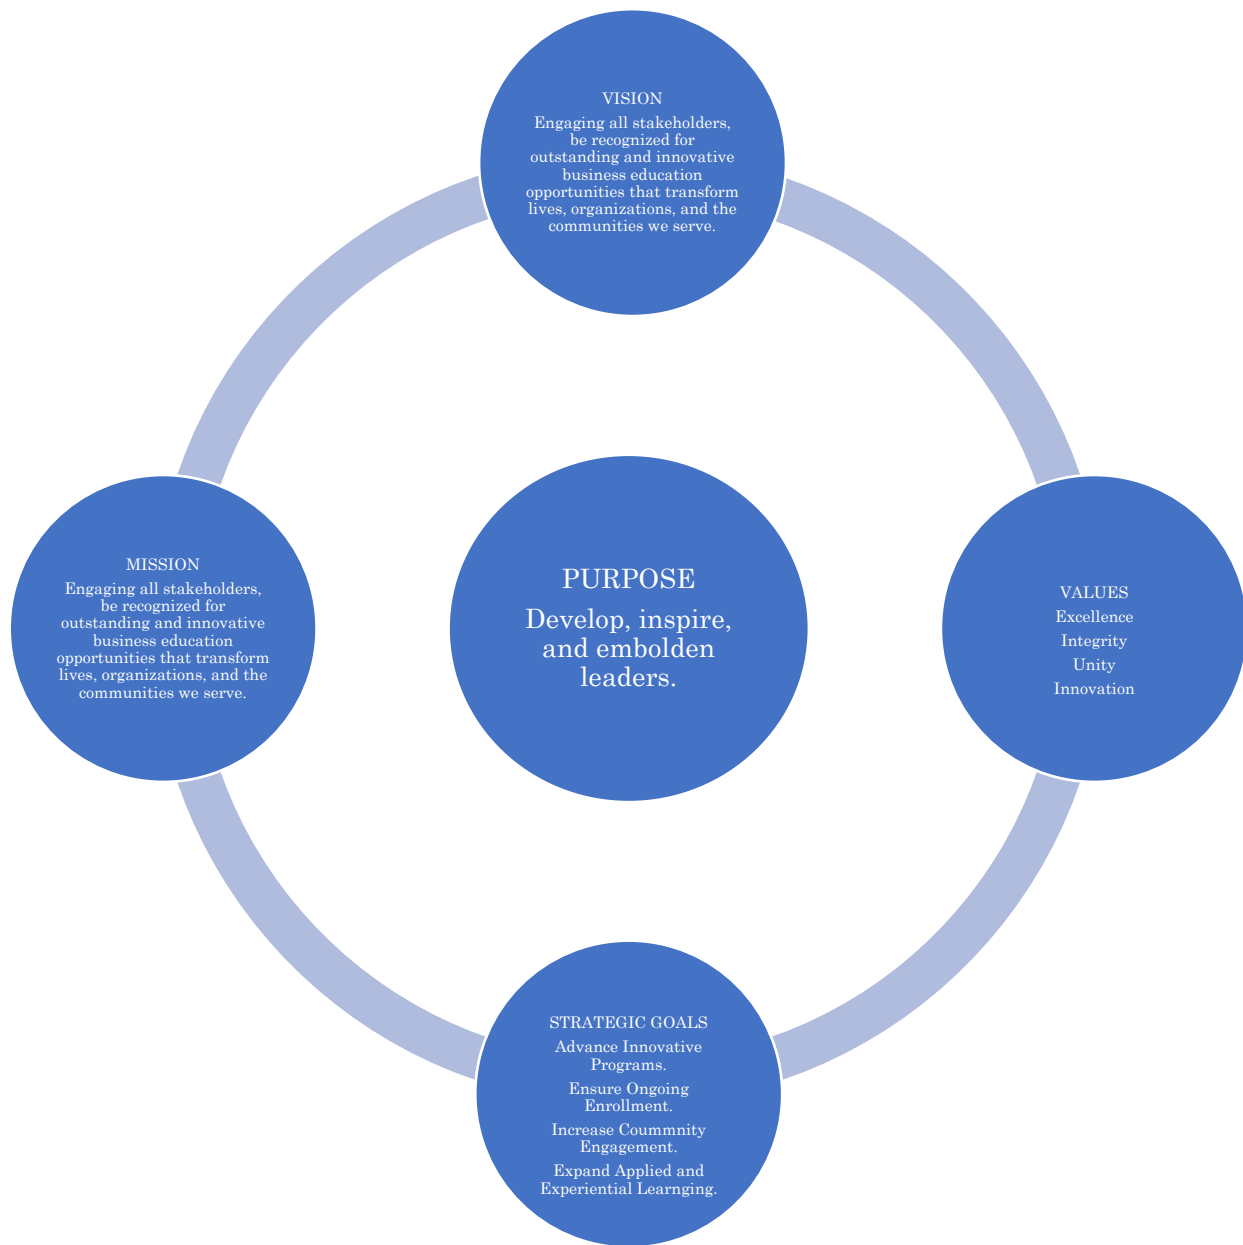 VISION
Engaging all stakeholders,
be recognized for
outstanding and innovative
business education
opportunities that transform
lives, organizations, and the
communities we serve.
MISSION
Engaging all stakeholders,
be recognized for
outstanding and innovative
business education
opportunities that transform
lives, organizations, and the
communities we serve.
PURPOSE
Develop, inspire,
and embolden
leaders.
VALUES
Excellence
Integrity
Unity
Innovation
STRATEGIC GOALS
Advance Innovative
Programs.
Ensure Ongoing
Enrollment.
Increase Coummnity
Engagement.
Expand Applied and
Experiential Learnging.